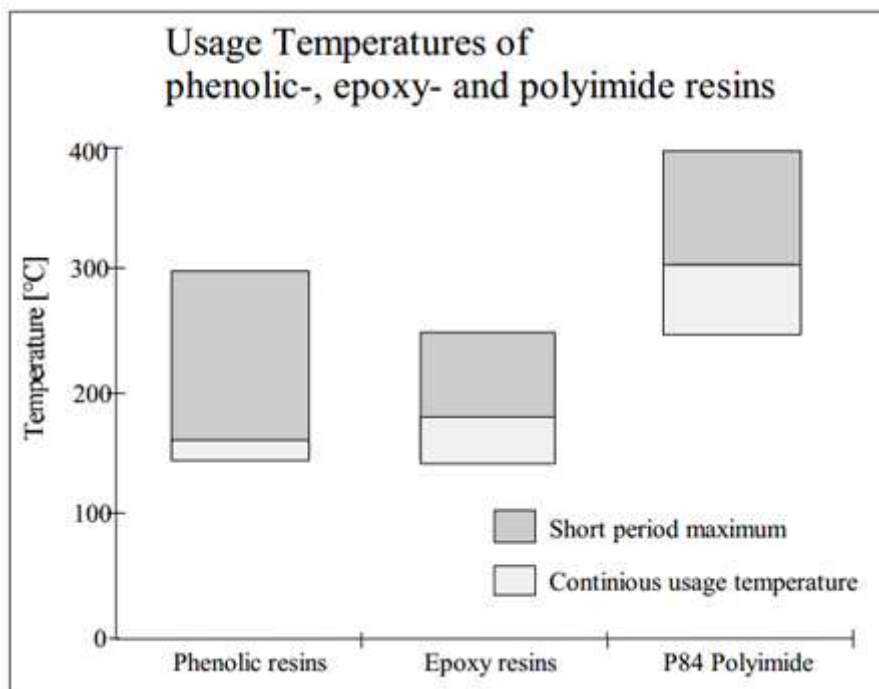 Usage Temperatures of
phenolic-, epoxy- and polyimide resins
Temperature [°C]
400
300
200
100
0
Short period maximum
Continious usage temperature
Phenolic resins
Epoxy resins
P84 Polyimide